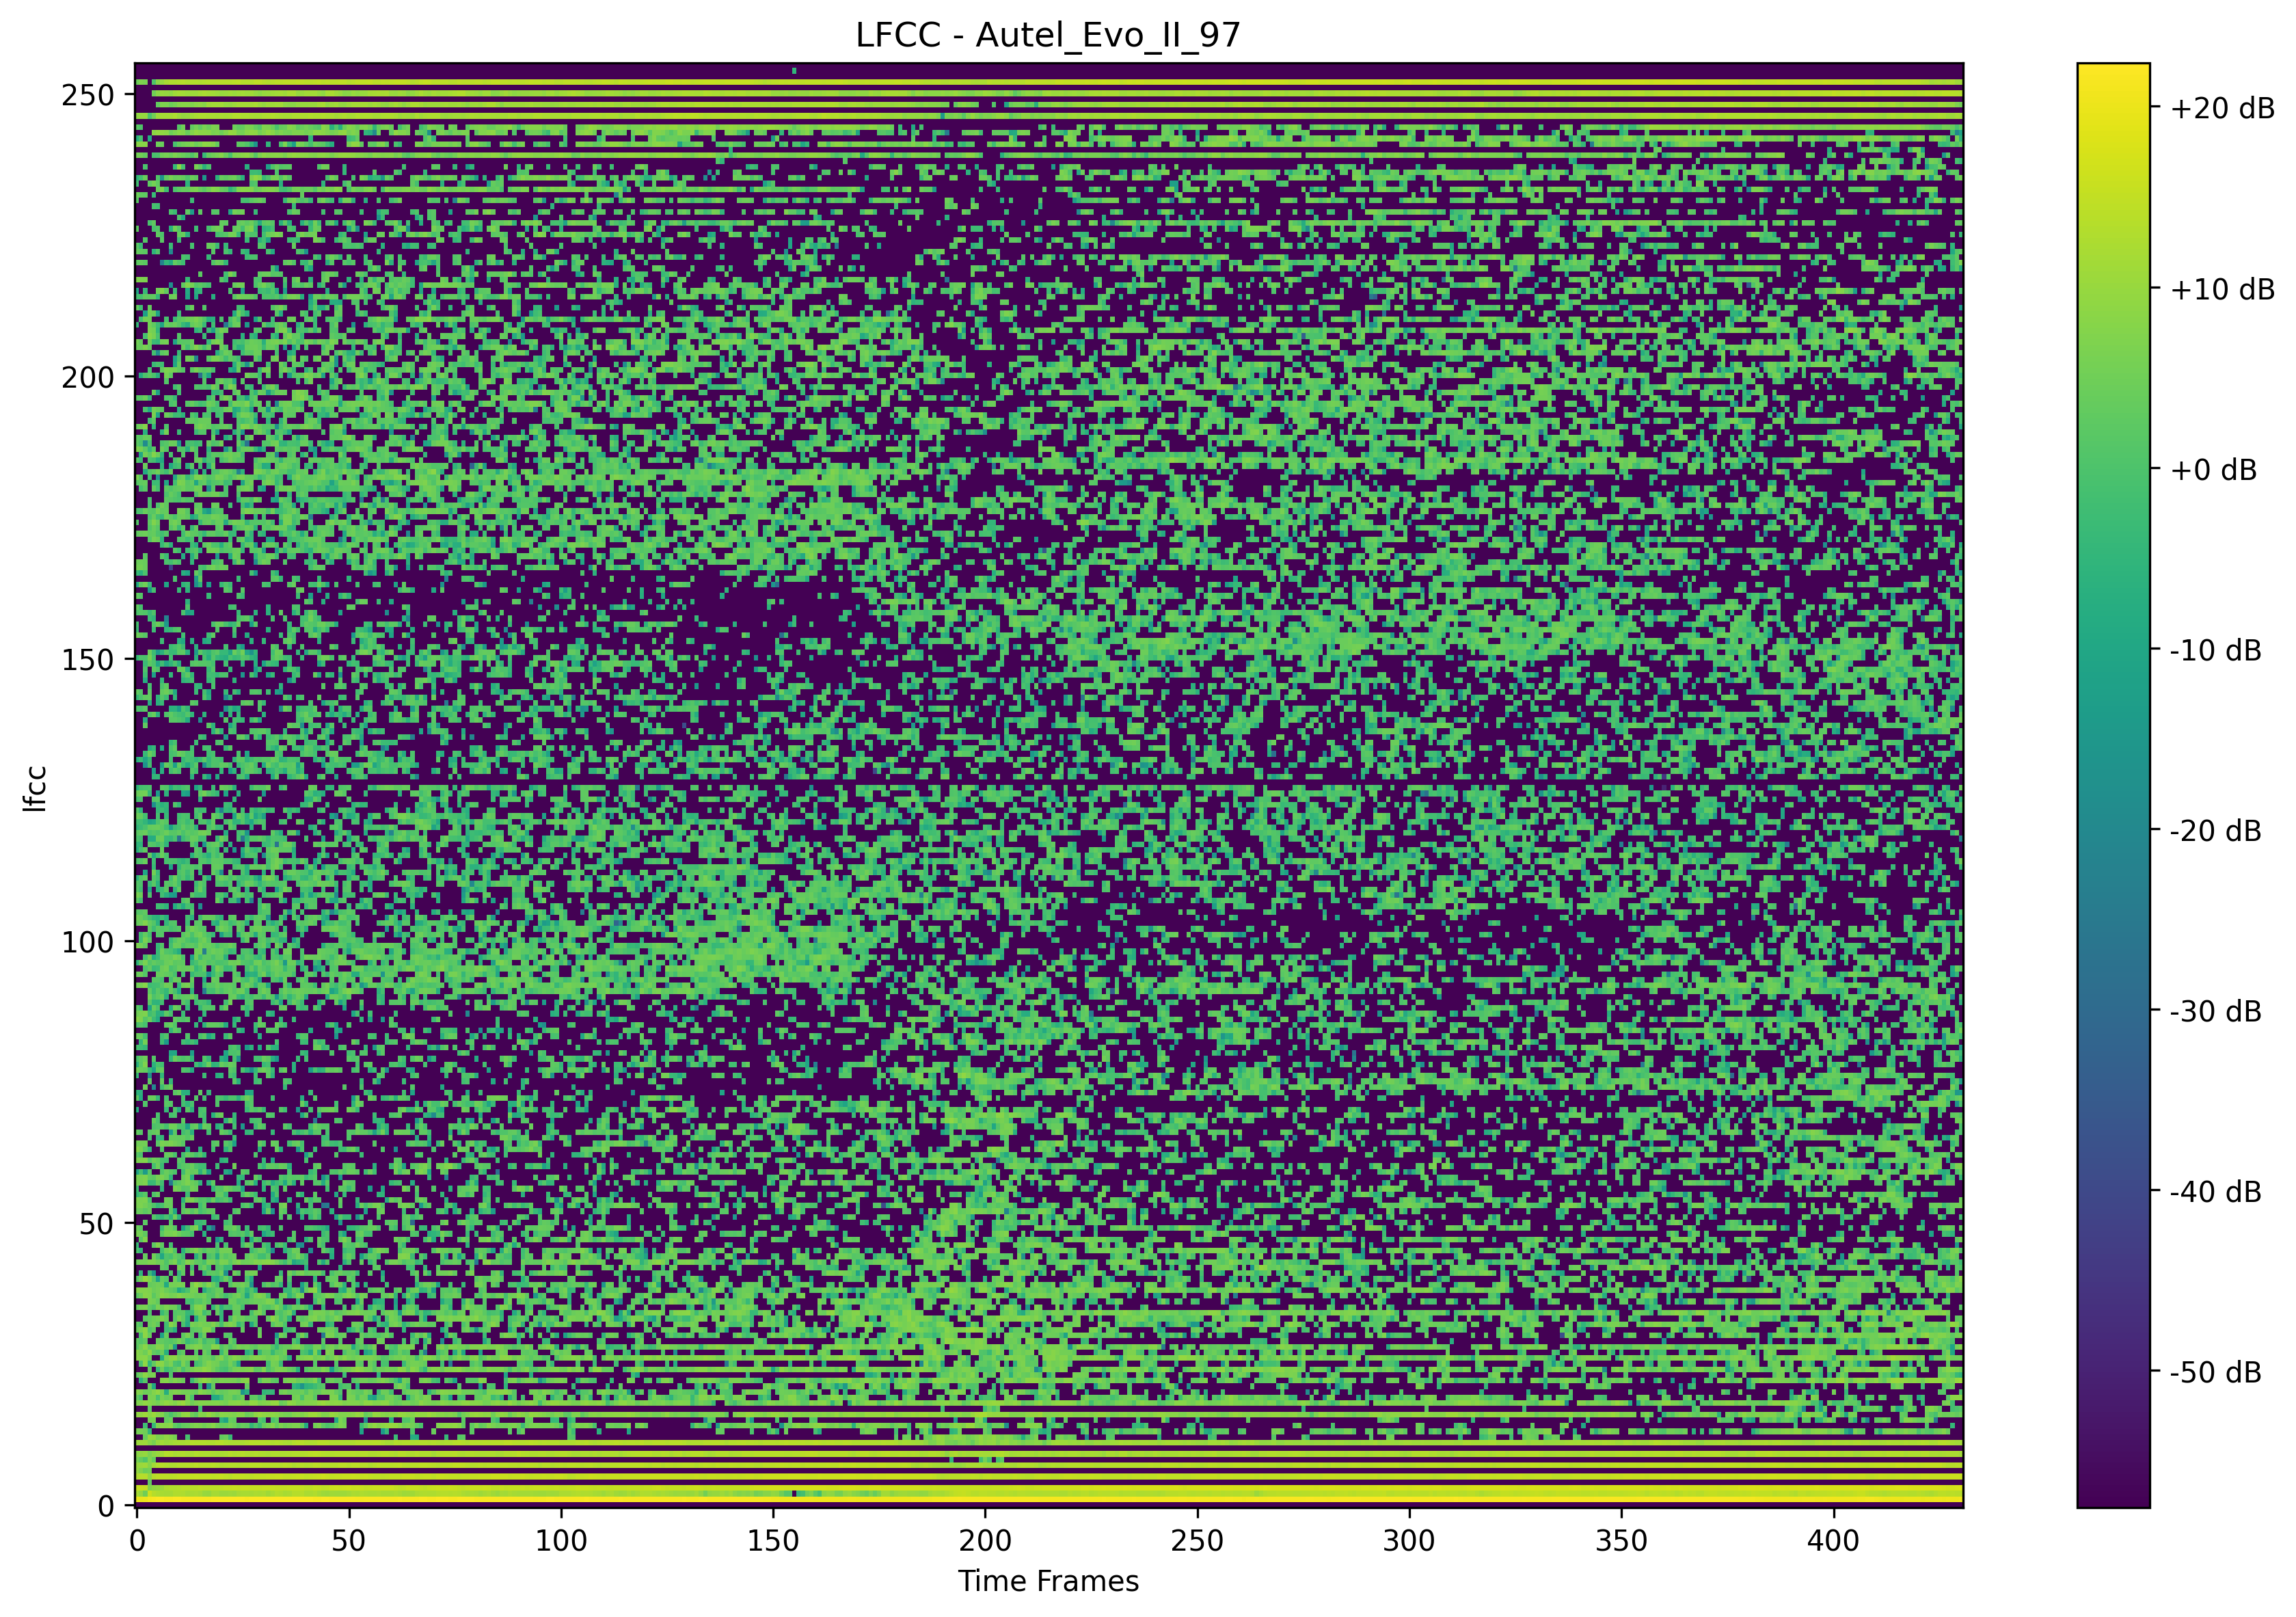 LFCC - Autel_Evo_II_97
250
200
150
100
50
0
lfcc
0 50 100 150 200 250 300 350 400
Time Frames
+20 dB
+10 dB
+0 dB
-10 dB
-20 dB
-30 dB
-40 dB
-50 dB